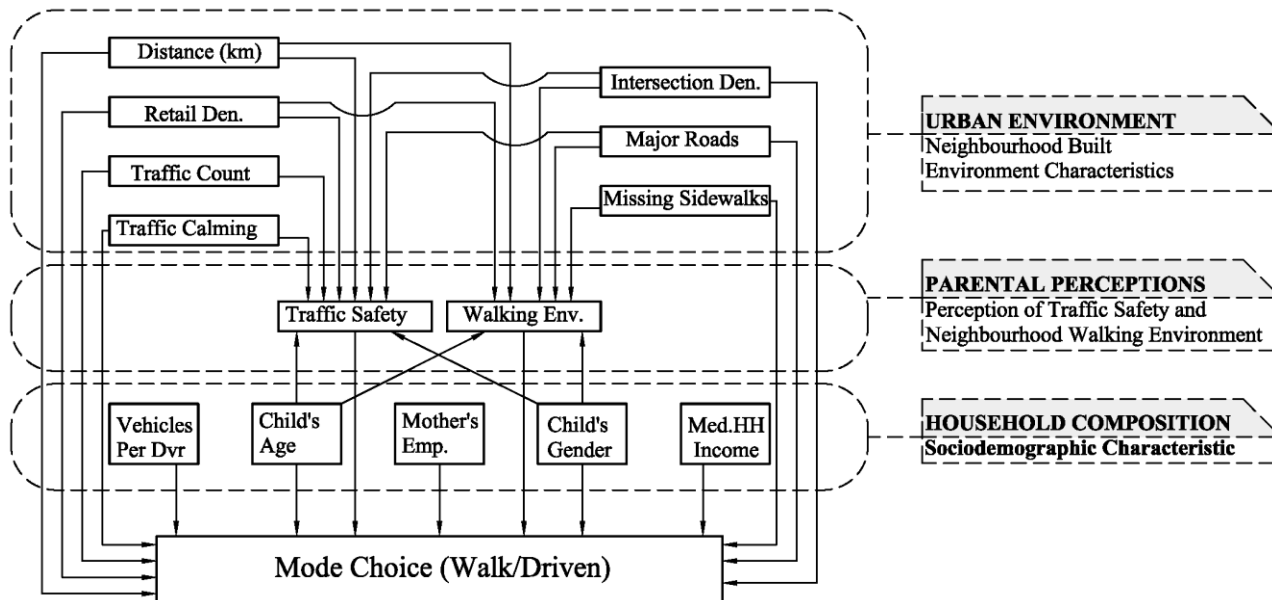 Distance (km)
Retail Den.
Traffic Count
Traffic Calming
Intersection Den.
Major Roads
Missing Sidewalks
URBAN ENVIRONMENT
Neighbourhood Built
Environment Characteristics
Traffic Safety
Walking Env.
PARENTAL PERCEPTIONS
Perception of Traffic Safety and
Neighbourhood Walking Environment
Vehicles
Per Dvr
Child's
Age
Mother's
Emp.
Child's
Gender
Med.HH
Income
HOUSEHOLD COMPOSITION
Sociodemographic Characteristic
Mode Choice (Walk/Driven)